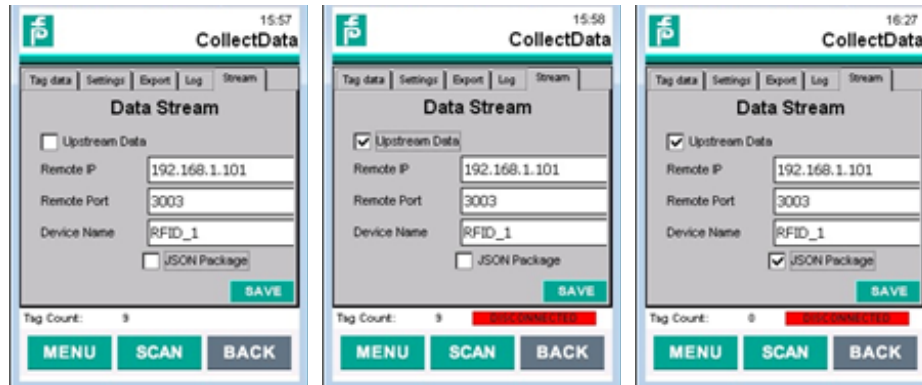 15:57
CollectData
Tag data Settings Export Log Stream
Data Stream
Upstream Data
Remote IP 192.168.1.101
Remote Port 3003
Device Name RFID_1
JSON Package
SAVE
Tag Count: 9
MENU SCAN BACK
15:58
CollectData
Tag data Settings Export Log Stream
Data Stream
Upstream Data
Remote IP 192.168.1.101
Remote Port 3003
Device Name RFID_1
JSON Package
SAVE
Tag Count: 9 DISCONNECTED
MENU SCAN BACK
16:27
CollectData
Tag data Settings Export Log Stream
Data Stream
Upstream Data
Remote IP 192.168.1.101
Remote Port 3003
Device Name RFID_1
JSON Package
SAVE
Tag Count: 0 DISCONNECTED
MENU SCAN BACK